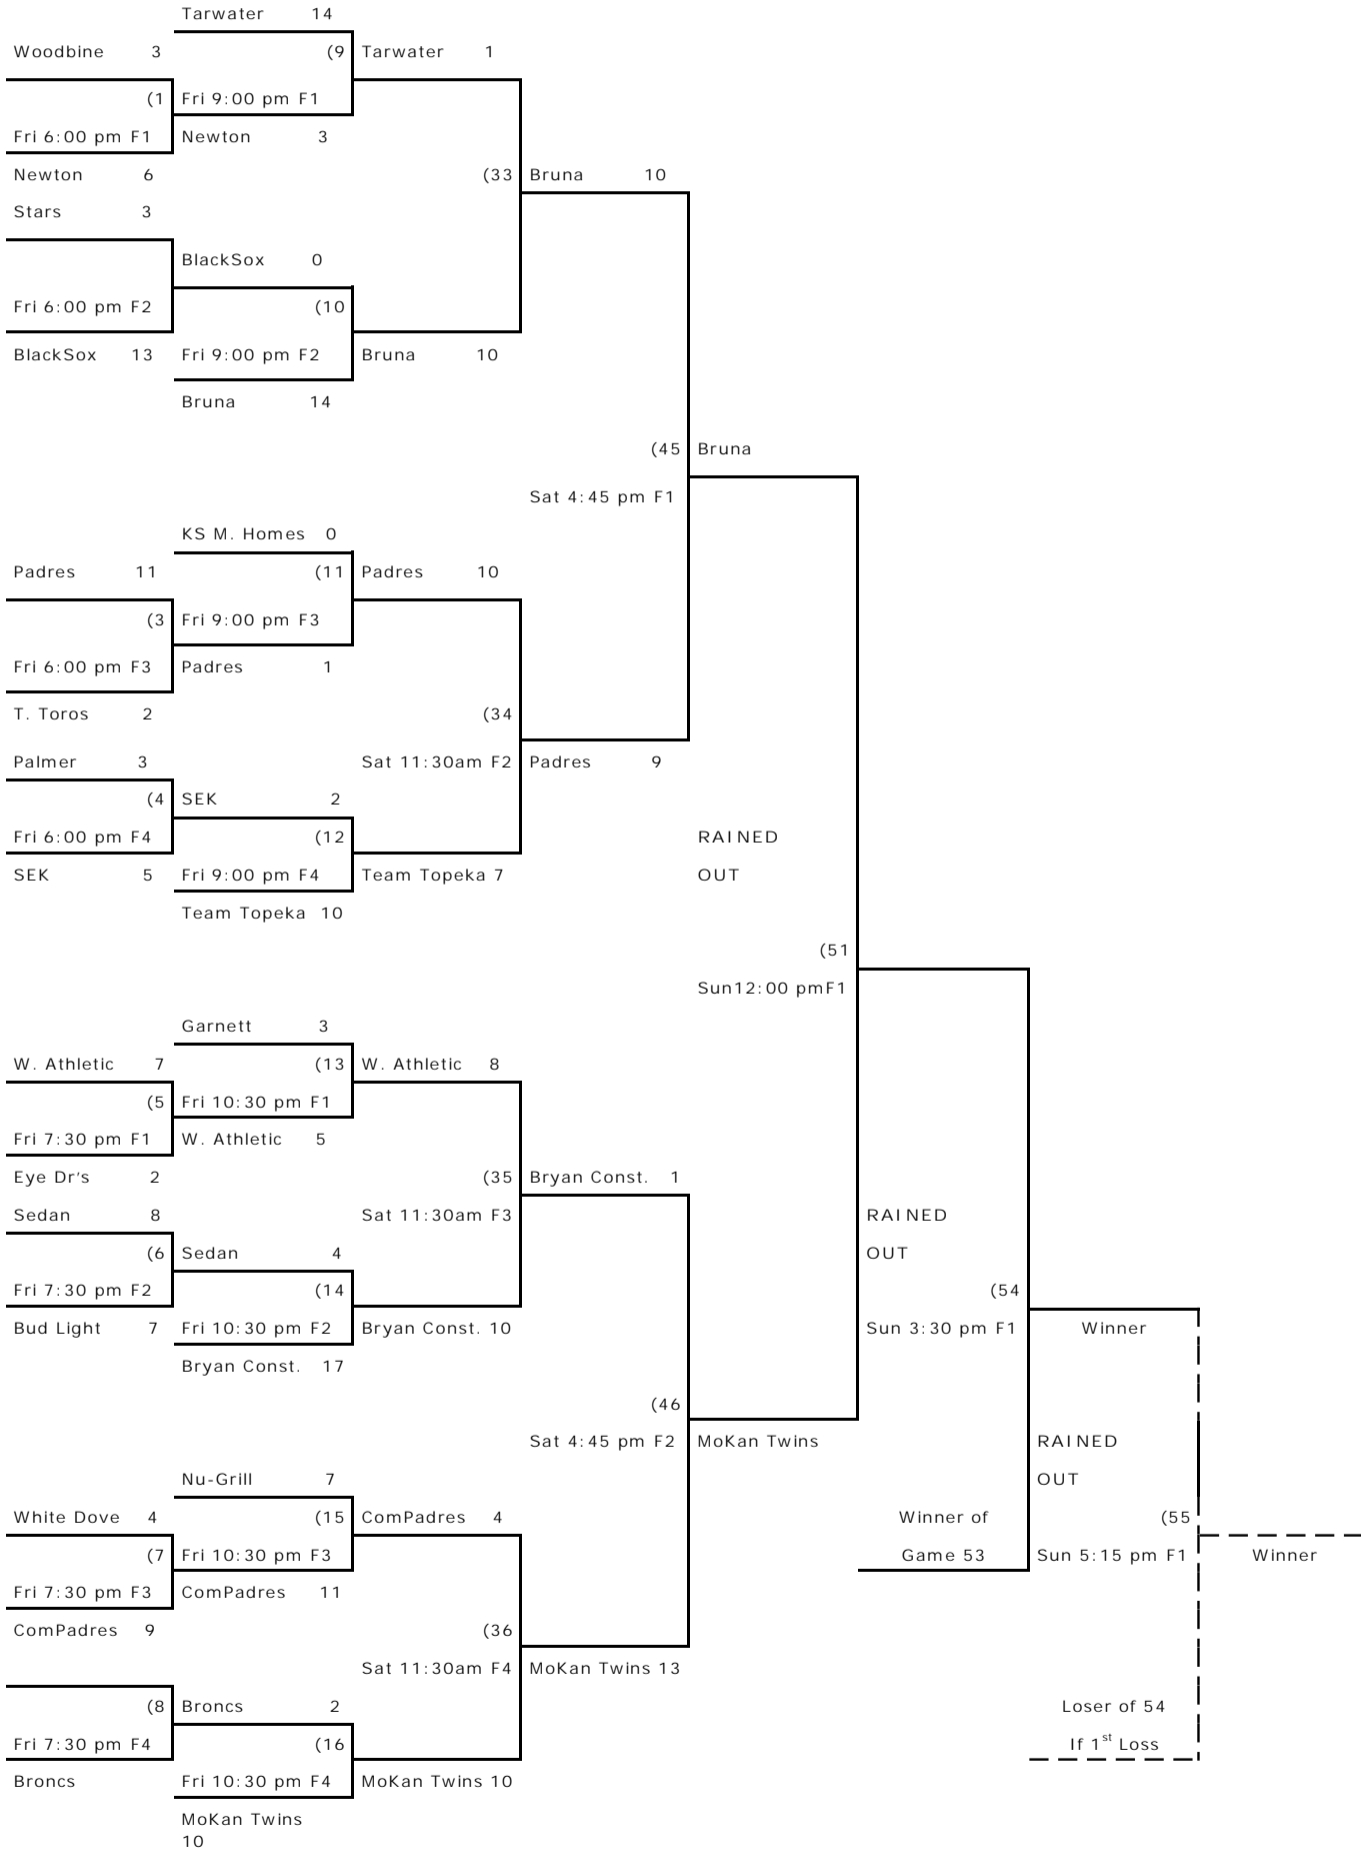 Tarwater 14
Woodbine 3 (9 Tarwater 1
(1 Fri 9:00 pm F1
Fri 6:00 pm F1 Newton 3
Newton 6 (33 Bruna 10
Stars 3
BlackSox 0
Fri 6:00 pm F2 (10
BlackSox 13 Fri 9:00 pm F2 Bruna 10
Bruna 14
(45 Bruna
Sat 4:45 pm F1
KS M. Homes 0
Padres 11 (11 Padres 10
(3 Fri 9:00 pm F3
Fri 6:00 pm F3 Padres 1
T. Toros 2 (34
Palmer 3 Sat 11:30am F2 Padres 9
(4 SEK 2
Fri 6:00 pm F4 (12 RAINED
SEK 5 Fri 9:00 pm F4 Team Topeka 7 OUT
Team Topeka 10
(51
Sun12:00 pmF1
Garnett 3
W. Athletic 7 (13 W. Athletic 8
(5 Fri 10:30 pm F1
Fri 7:30 pm F1 W. Athletic 5
Eye Dr's 2 (35 Bryan Const. 1
Sedan 8 Sat 11:30am F3 RAINED
(6 Sedan 4 OUT
Fri 7:30 pm F2 (14 (54
Bud Light 7 Fri 10:30 pm F2 Bryan Const. 10 Sun 3:30 pm F1 Winner
Bryan Const. 17
(46
Sat 4:45 pm F2 MoKan Twins RAINED
Nu-Grill 7 OUT
White Dove 4 (15 ComPadres 4 Winner of (55
(7 Fri 10:30 pm F3 Game 53 Sun 5:15 pm F1 Winner
Fri 7:30 pm F3 ComPadres 11
ComPadres 9 (36
Sat 11:30am F4 MoKan Twins 13
(8 Broncs 2 Loser of 54
Fri 7:30 pm F4 (16 If 1st Loss
Broncs Fri 10:30 pm F4 MoKan Twins 10
MoKan Twins
10